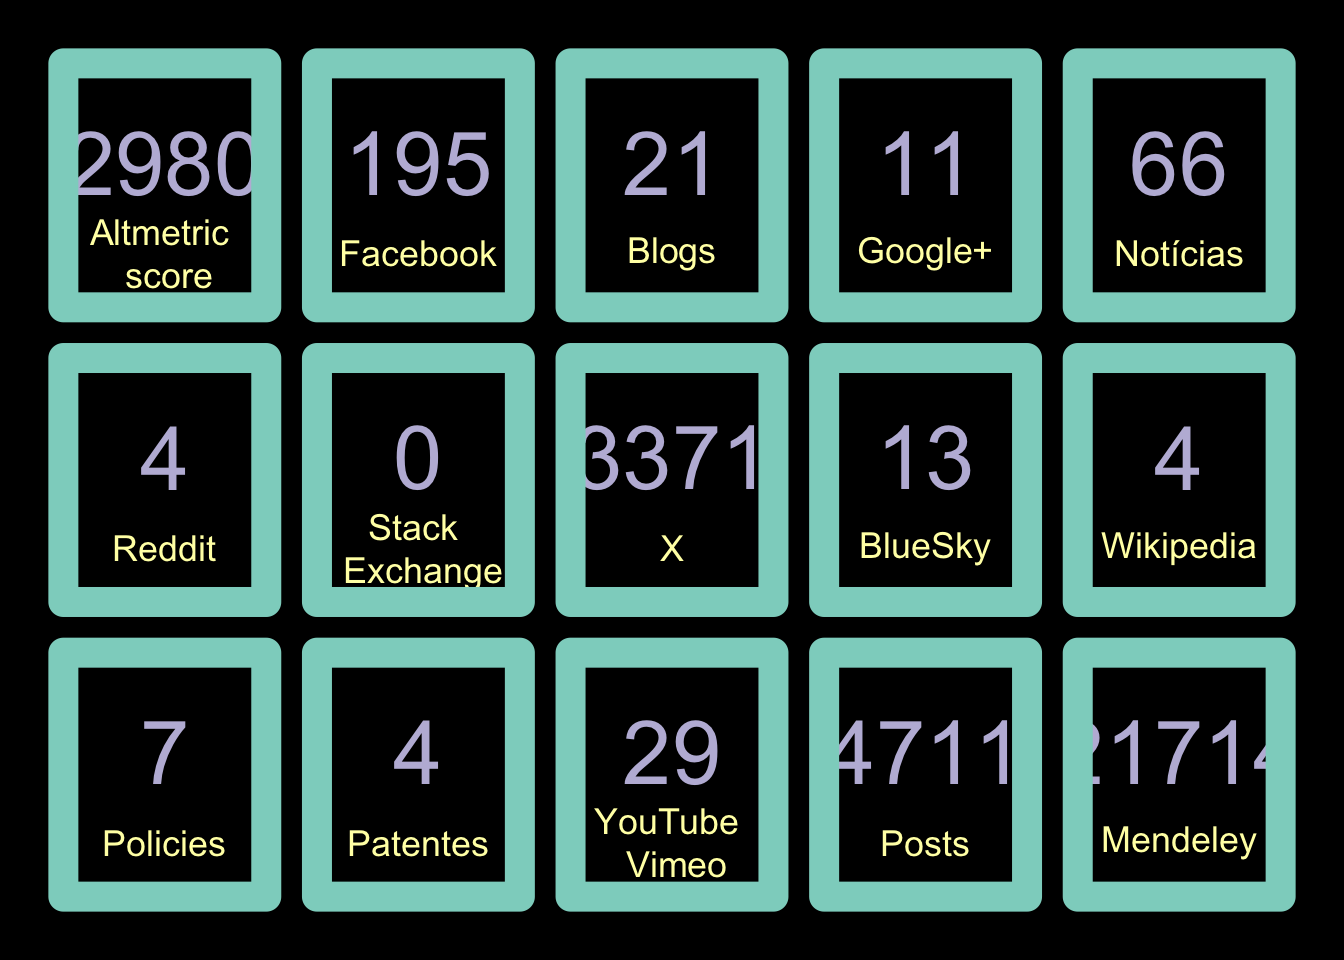 2980
Altmetric
score
195
Facebook
21
Blogs
11
Google+
66
Notícias
4
Reddit
0
Stack
Exchange
3371
X
13
BlueSky
4
Wikipedia
7
Policies
4
Patentes
29
YouTube
Vimeo
4711
Posts
21714
Mendeley